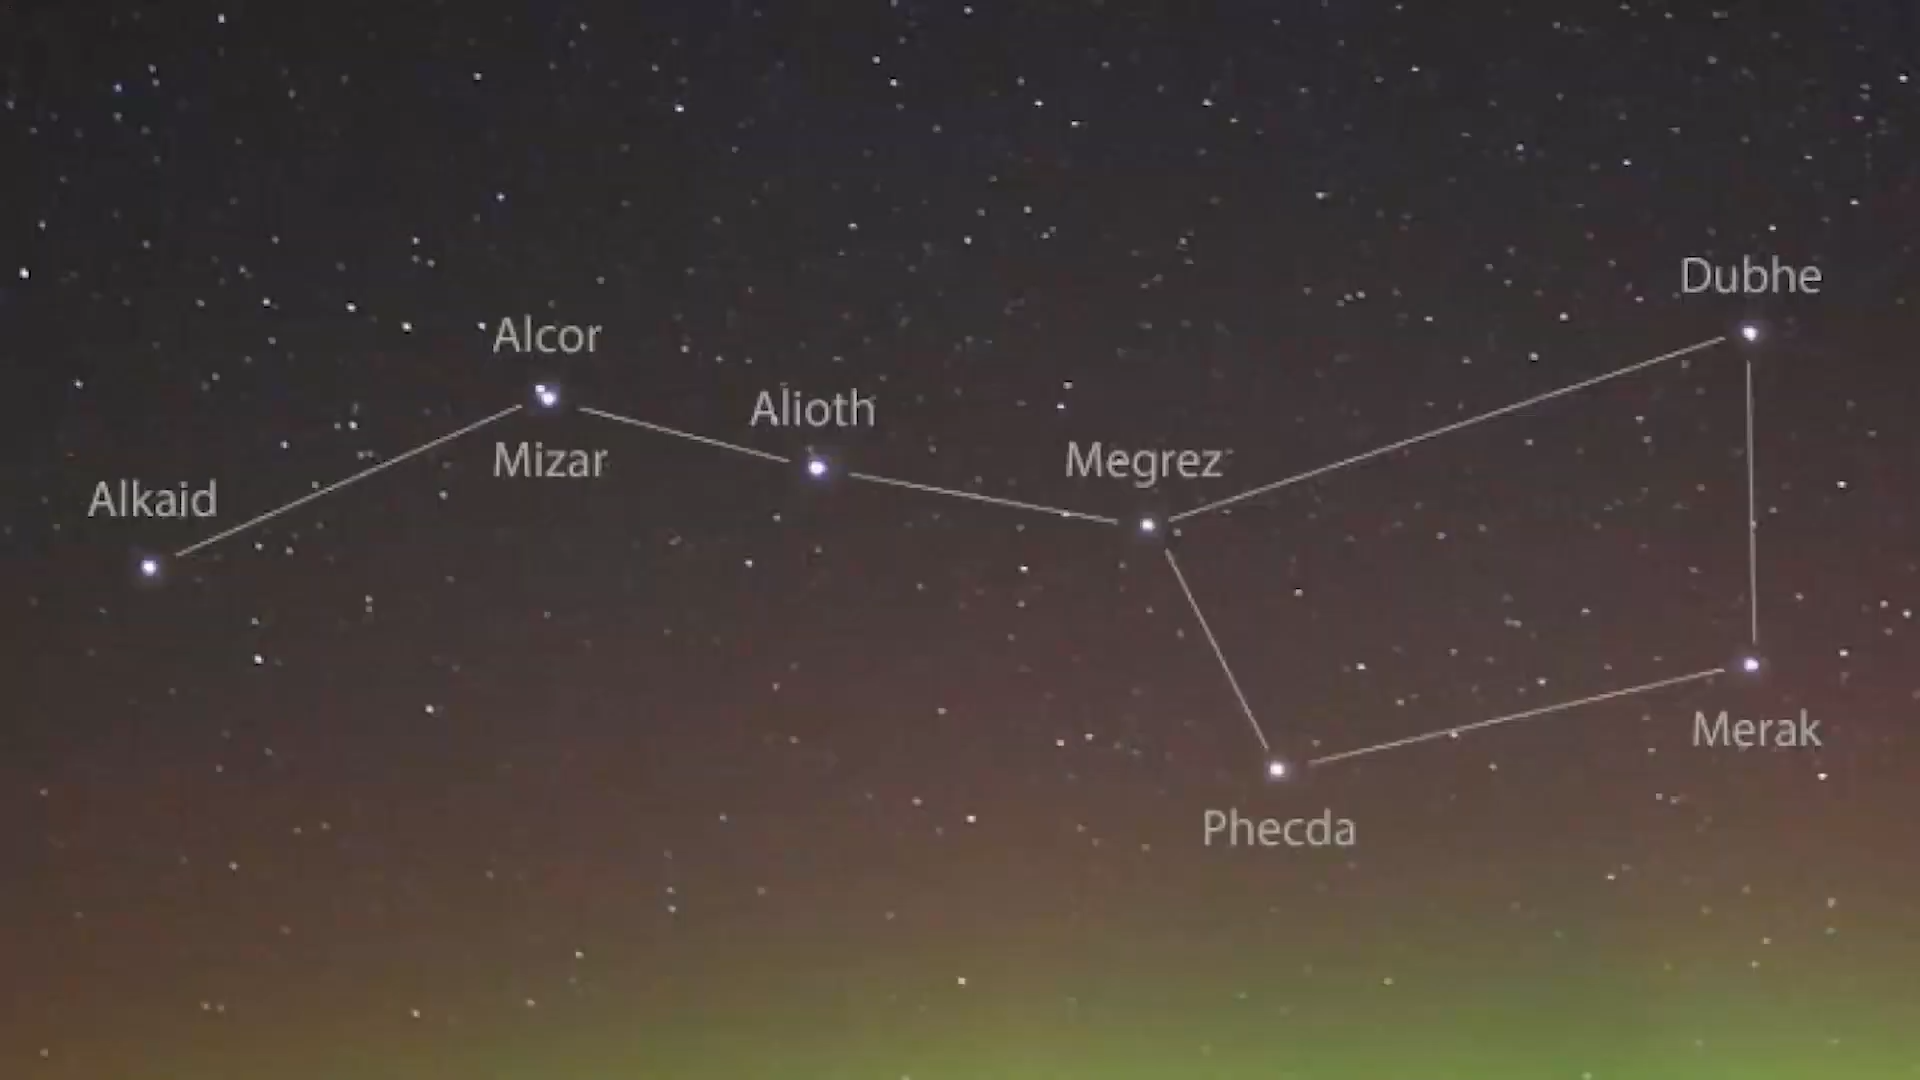 Dubhe
Alcor
Alioth
Mizar
Megrez
Alkaid
Merak
Phecda